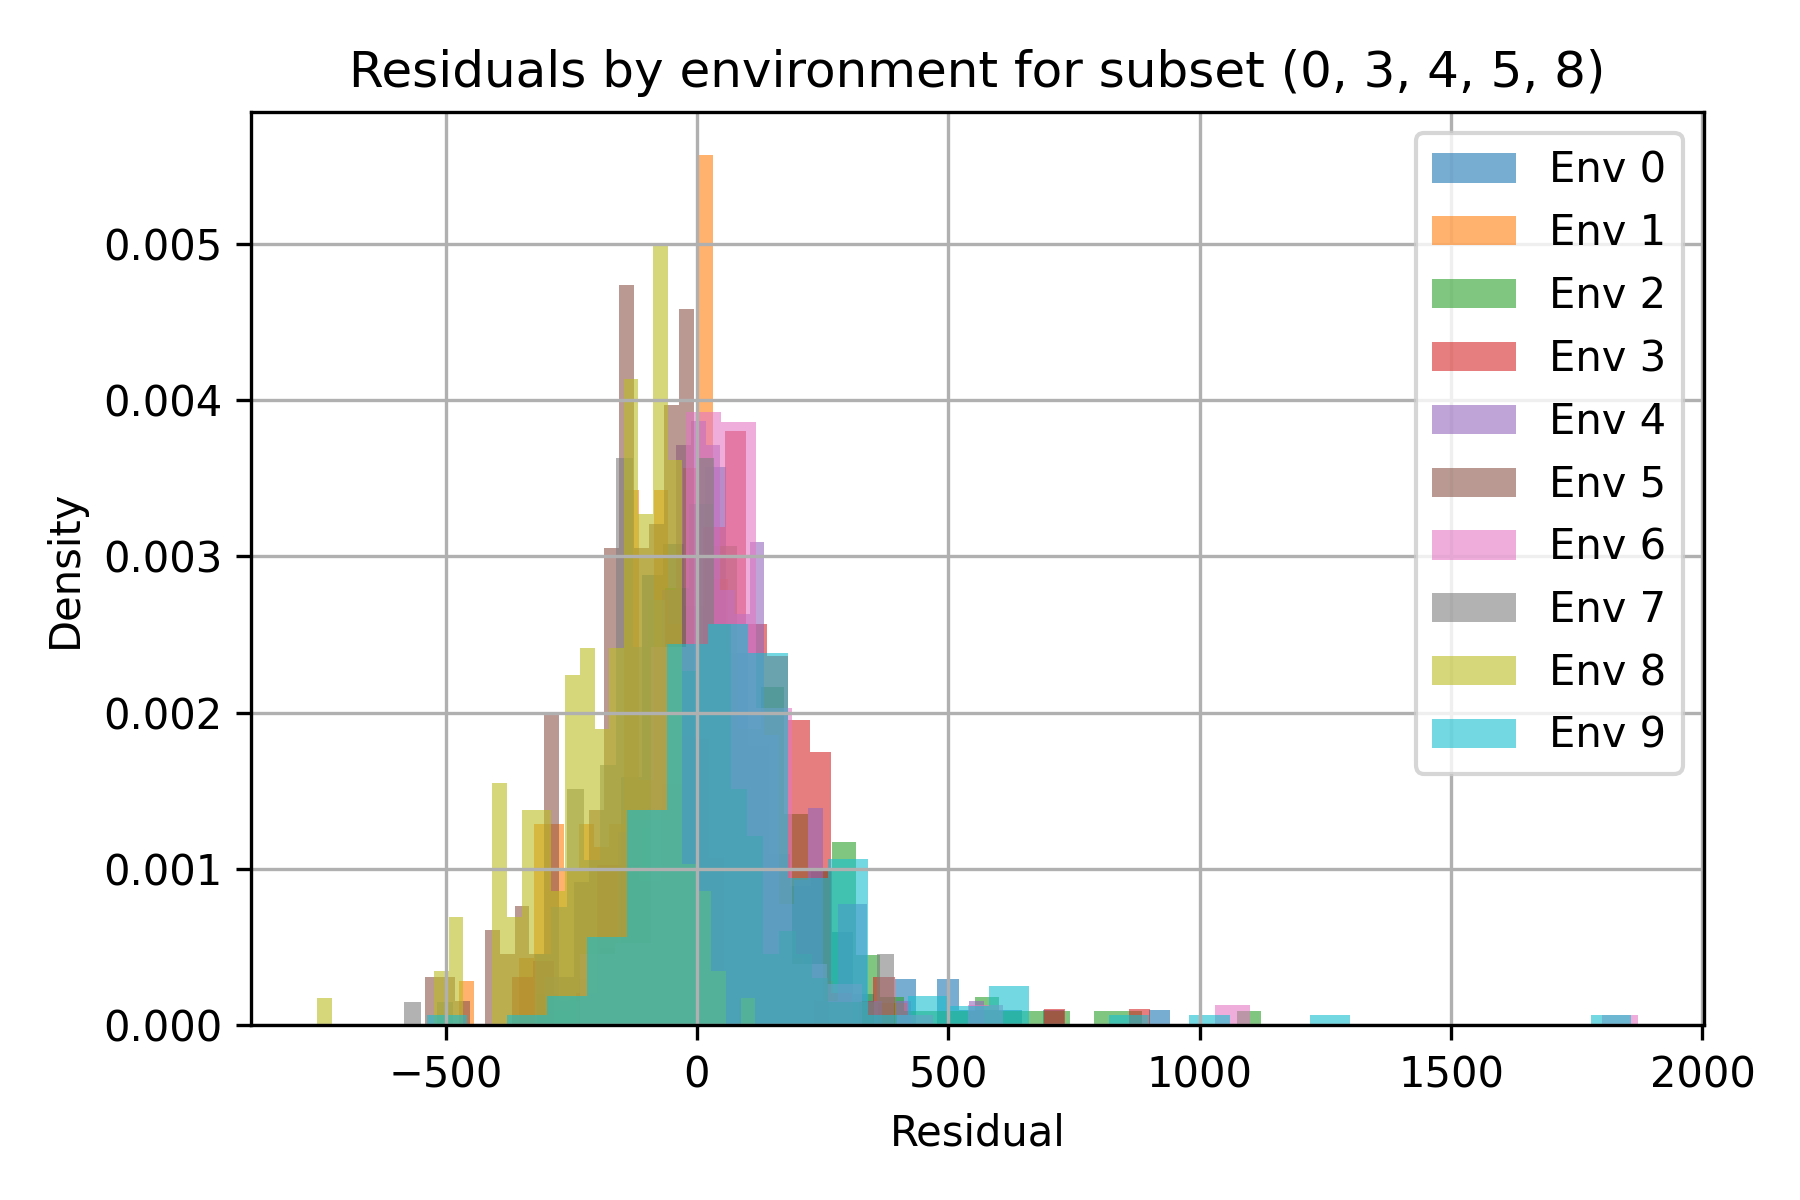 Residuals by environment for subset (0, 3, 4, 5, 8)
Density
0.005
0.004
0.003
0.002
0.001
0.000
−500 0 500 1000 1500 2000
Residual
Env 0
Env 1
Env 2
Env 3
Env 4
Env 5
Env 6
Env 7
Env 8
Env 9